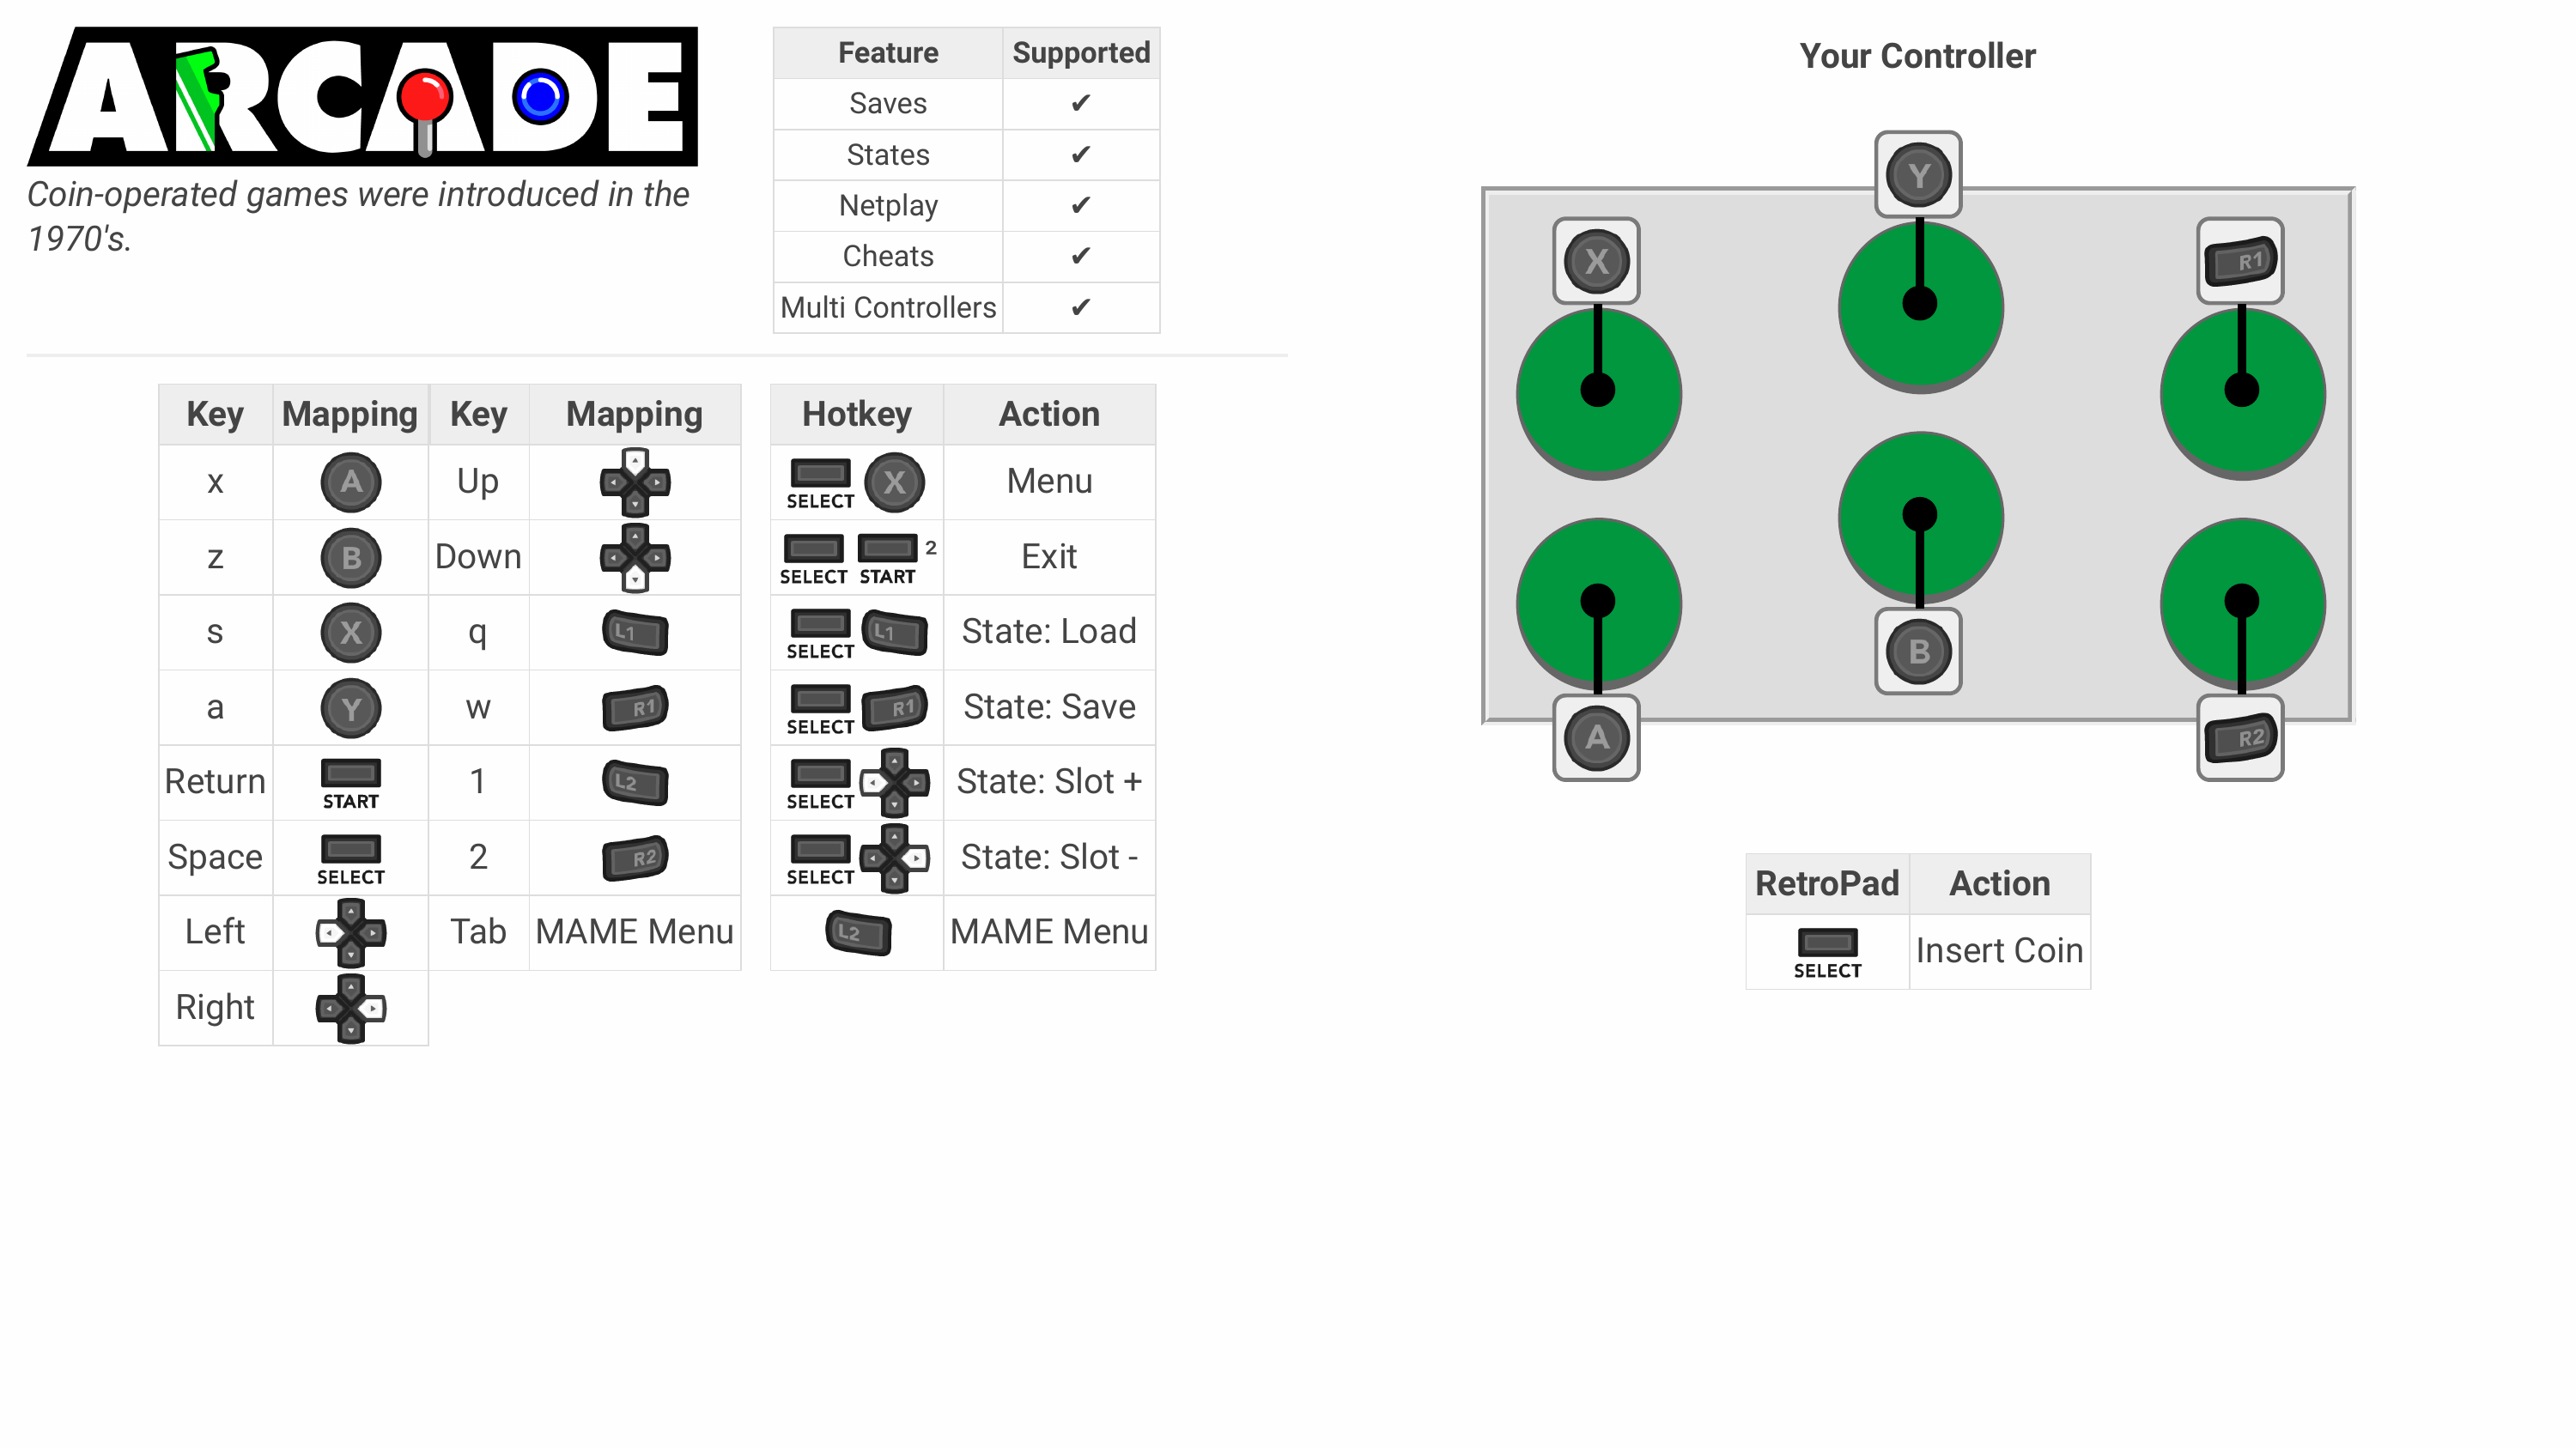 ARCADE
Coin-operated games were introduced in the
1970's.
Feature Supported
Saves ✔
States ✔
Netplay ✔
Cheats ✔
Multi Controllers ✔
Key Mapping Key Mapping
x A Up
z B Down
s X q L1
a Y w R1
Return START 1 L2
Space SELECT 2 R2
Left Tab MAME Menu
Right
Hotkey Action
SELECT X Menu
SELECT START 2 Exit
SELECT L1 State: Load
SELECT R1 State: Save
SELECT State: Slot +
SELECT State: Slot -
L2 MAME Menu
Your Controller
Y
X
R1
B
A
R2
RetroPad Action
SELECT Insert Coin